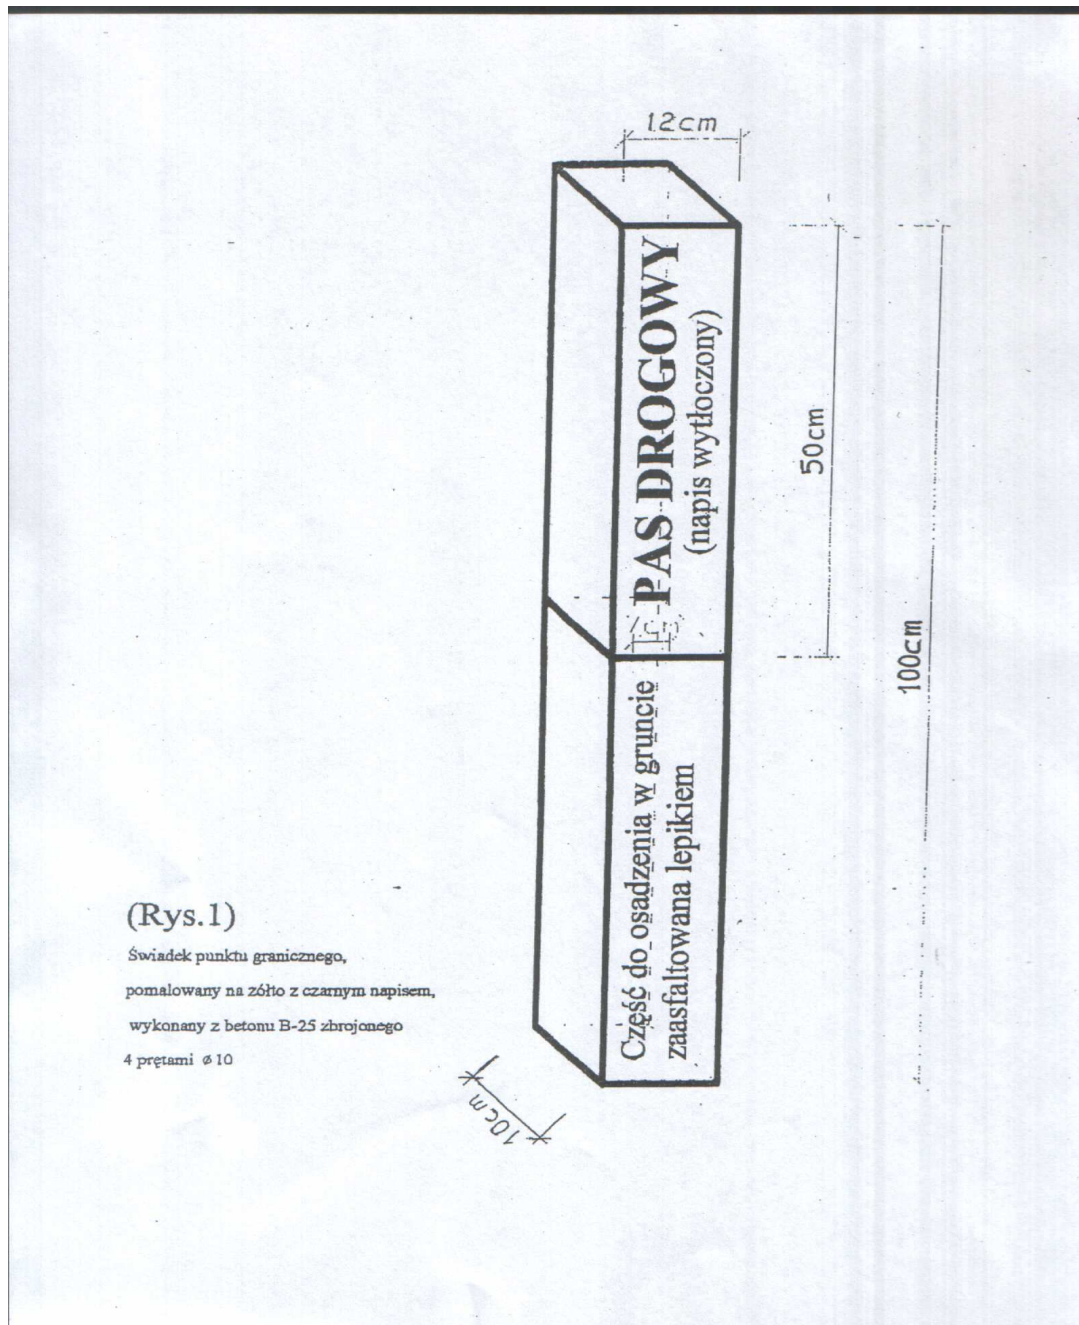 12cm
PAS DROGOWY
(napis wytłoczony)
50cm
100cm
Część do osadzenia w gruncie
zaasfaltowana lepikiem
(Rys.1)
Świadek punktu granicznego,
pomalowany na zółto z czarnym napisem,
wykonany z betonu B-25 zbrojonego
4 prętami ø 10
10cm